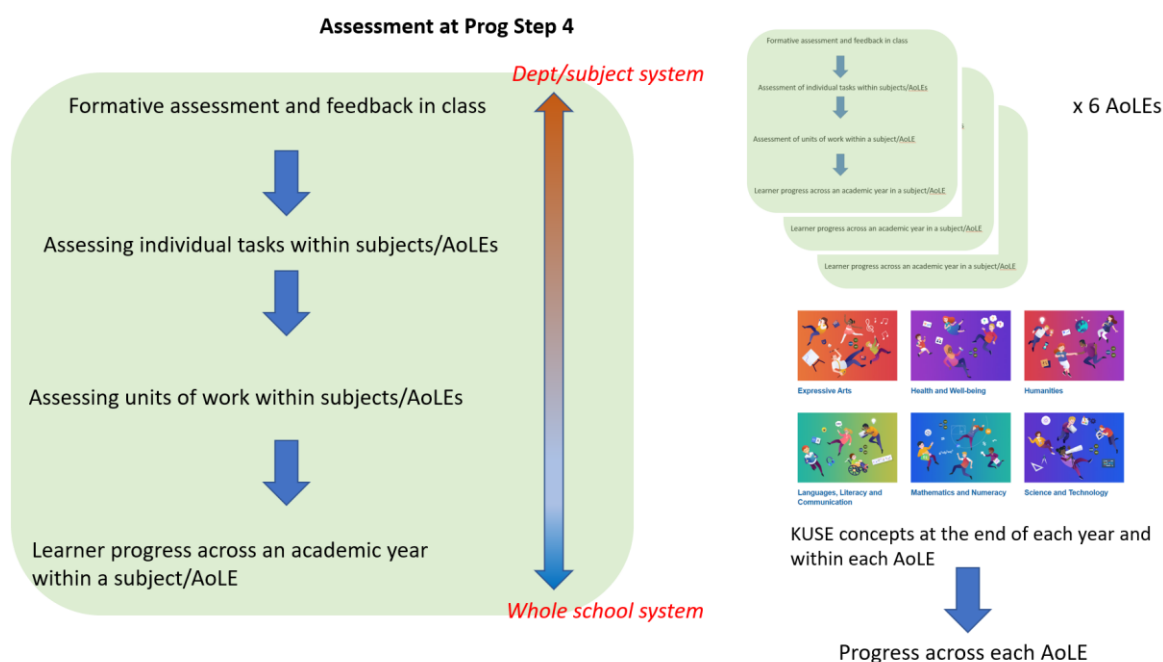 Assessment at Prog Step 4
Dept/subject system
Formative assessment and feedback in class
Assessing individual tasks within subjects/AoLEs
Assessing units of work within subjects/AoLEs
Learner progress across an academic year
within a subject/AoLE
Whole school system
Formative assessment and feedback in class
Assessment of individual tasks within subjects/AoLEs
Assessment of units of work within a subject/AoLE
Learner progress across an academic year in a subject/AoLE
Learner progress across an academic year in a subject/AoLE
Learner progress across an academic year in a subject/AoLE
x 6 AoLEs
Expressive Arts
Health and Well-being
Humanities
Languages, Literacy and
Communication
Mathematics and Numeracy
Science and Technology
KUSE concepts at the end of each year and
within each AoLE
Progress across each AoLE